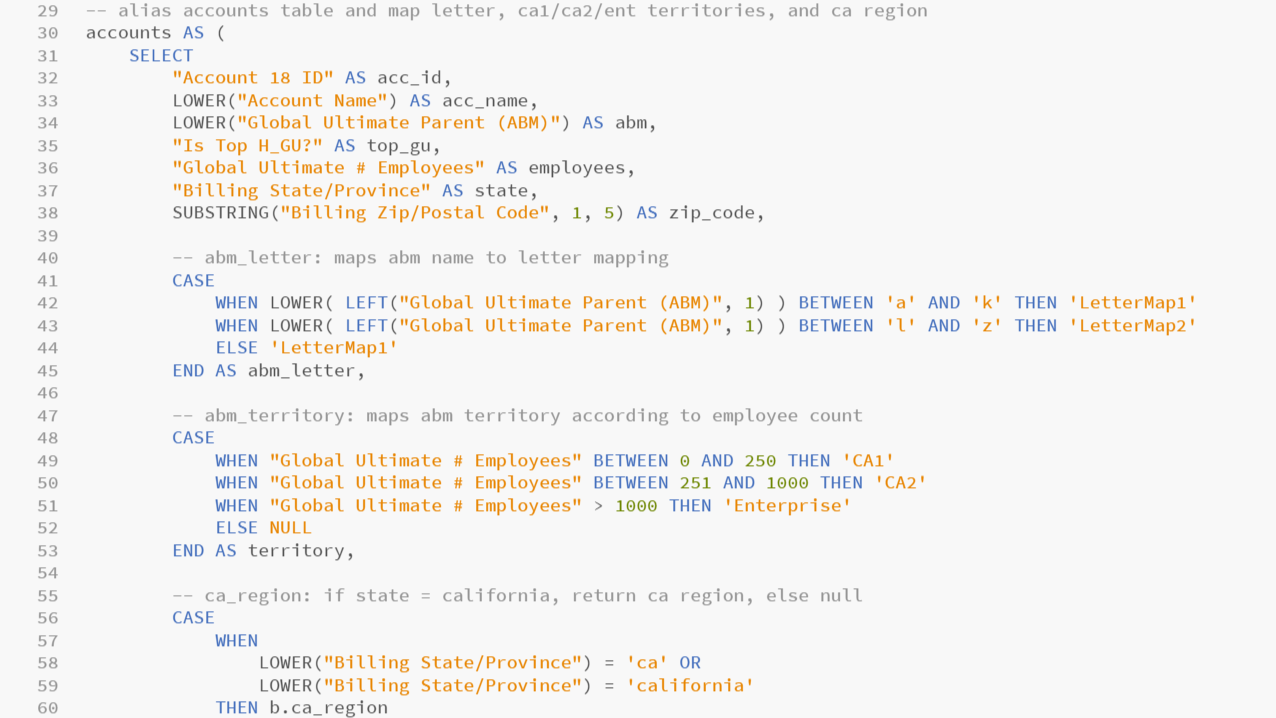 29 -- alias accounts table and map letter, ca1/ca2/ent territories, and ca region
30 accounts AS (
31     SELECT
32         "Account 18 ID" AS acc_id,
33         LOWER("Account Name") AS acc_name,
34         LOWER("Global Ultimate Parent (ABM)") AS abm,
35         "Is Top H_GU?" AS top_gu,
36         "Global Ultimate # Employees" AS employees,
37         "Billing State/Province" AS state,
38         SUBSTRING("Billing Zip/Postal Code", 1, 5) AS zip_code,
39
40         -- abm_letter: maps abm name to letter mapping
41         CASE
42             WHEN LOWER( LEFT("Global Ultimate Parent (ABM)", 1) ) BETWEEN 'a' AND 'k' THEN 'LetterMap1'
43             WHEN LOWER( LEFT("Global Ultimate Parent (ABM)", 1) ) BETWEEN 'l' AND 'z' THEN 'LetterMap2'
44             ELSE 'LetterMap1'
45         END AS abm_letter,
46
47         -- abm_territory: maps abm territory according to employee count
48         CASE
49             WHEN "Global Ultimate # Employees" BETWEEN 0 AND 250 THEN 'CA1'
50             WHEN "Global Ultimate # Employees" BETWEEN 251 AND 1000 THEN 'CA2'
51             WHEN "Global Ultimate # Employees" > 1000 THEN 'Enterprise'
52             ELSE NULL
53         END AS territory,
54
55         -- ca_region: if state = california, return ca region, else null
56         CASE
57             WHEN
58                 LOWER("Billing State/Province") = 'ca' OR
59                 LOWER("Billing State/Province") = 'california'
60             THEN b.ca_region